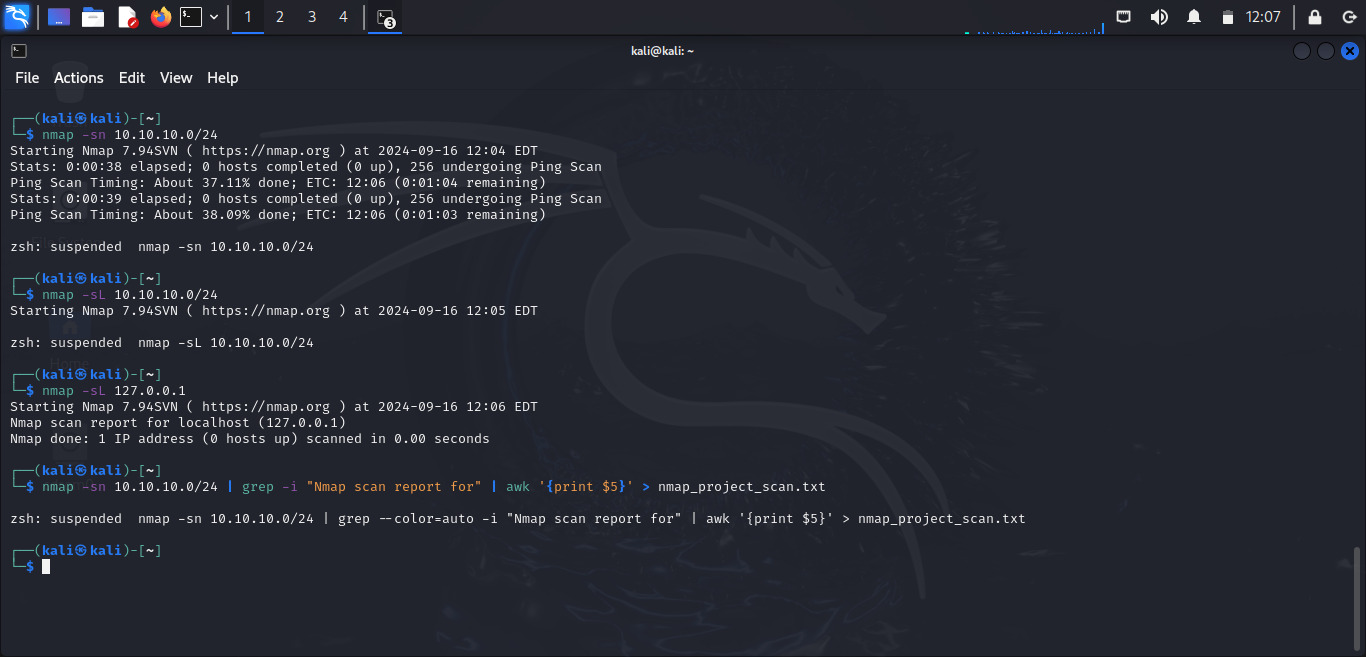 1 2 3 4 3 12:07
kali@kali: ~
File Actions Edit View Help
┌──(kali㉿kali)-[~]
└─$ nmap -sn 10.10.10.0/24
Starting Nmap 7.94SVN ( https://nmap.org ) at 2024-09-16 12:04 EDT
Stats: 0:00:38 elapsed; 0 hosts completed (0 up), 256 undergoing Ping Scan
Ping Scan Timing: About 37.11% done; ETC: 12:06 (0:01:04 remaining)
Stats: 0:00:39 elapsed; 0 hosts completed (0 up), 256 undergoing Ping Scan
Ping Scan Timing: About 38.09% done; ETC: 12:06 (0:01:03 remaining)
zsh: suspended  nmap -sn 10.10.10.0/24
┌──(kali㉿kali)-[~]
└─$ nmap -sL 10.10.10.0/24
Starting Nmap 7.94SVN ( https://nmap.org ) at 2024-09-16 12:05 EDT
zsh: suspended  nmap -sL 10.10.10.0/24
Home
┌──(kali㉿kali)-[~]
└─$ nmap -sL 127.0.0.1
Starting Nmap 7.94SVN ( https://nmap.org ) at 2024-09-16 12:06 EDT
Nmap scan report for localhost (127.0.0.1)
Nmap done: 1 IP address (0 hosts up) scanned in 0.00 seconds
┌──(kali㉿kali)-[~]
└─$ nmap -sn 10.10.10.0/24 | grep -i "Nmap scan report for" | awk '{print $5}' > nmap_project_scan.txt
zsh: suspended  nmap -sn 10.10.10.0/24 | grep --color=auto -i "Nmap scan report for" | awk '{print $5}' > nmap_project_scan.txt
┌──(kali㉿kali)-[~]
└─$